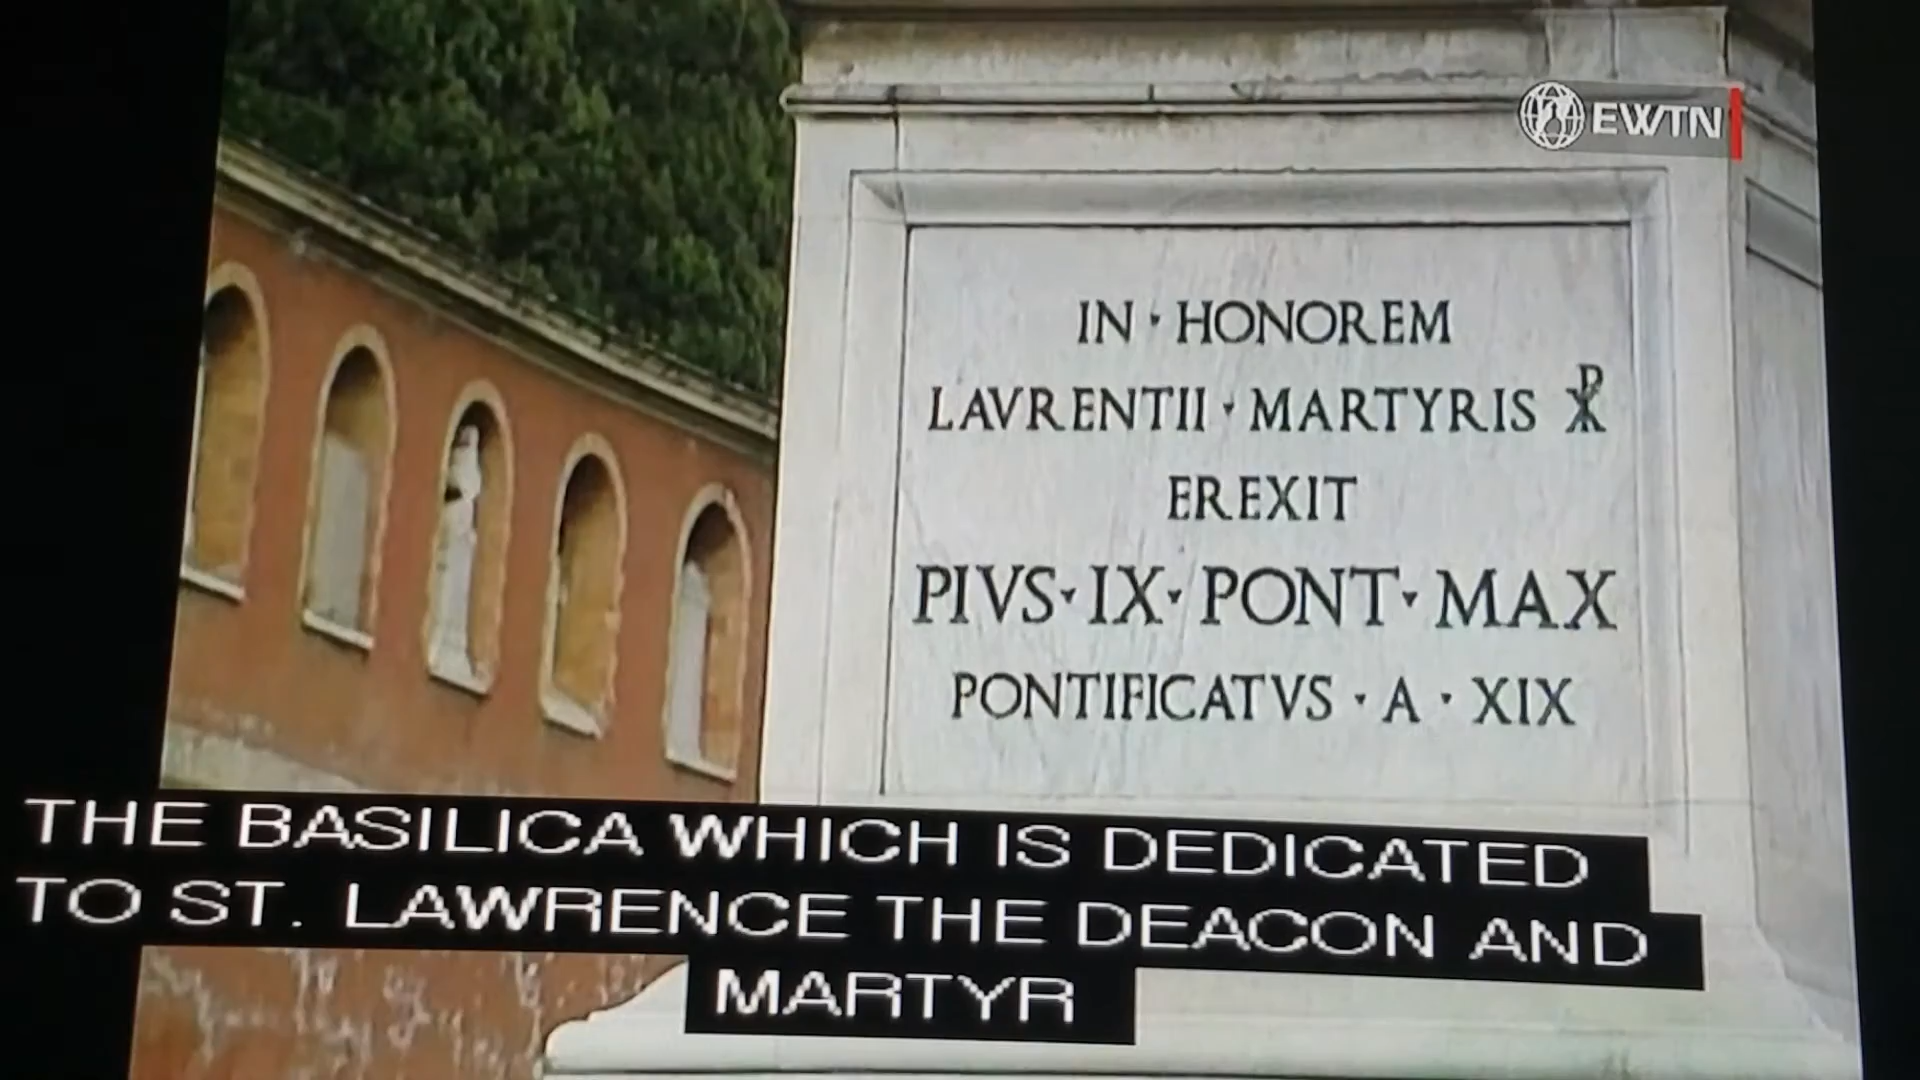 EWTN
IN · HONOREM
LAVRENTII · MARTYRIS ☧
EREXIT
PIVS · IX · PONT · MAX
PONTIFICATVS · A · XIX
THE BASILICA WHICH IS DEDICATED
TO ST. LAWRENCE THE DEACON AND
MARTYR